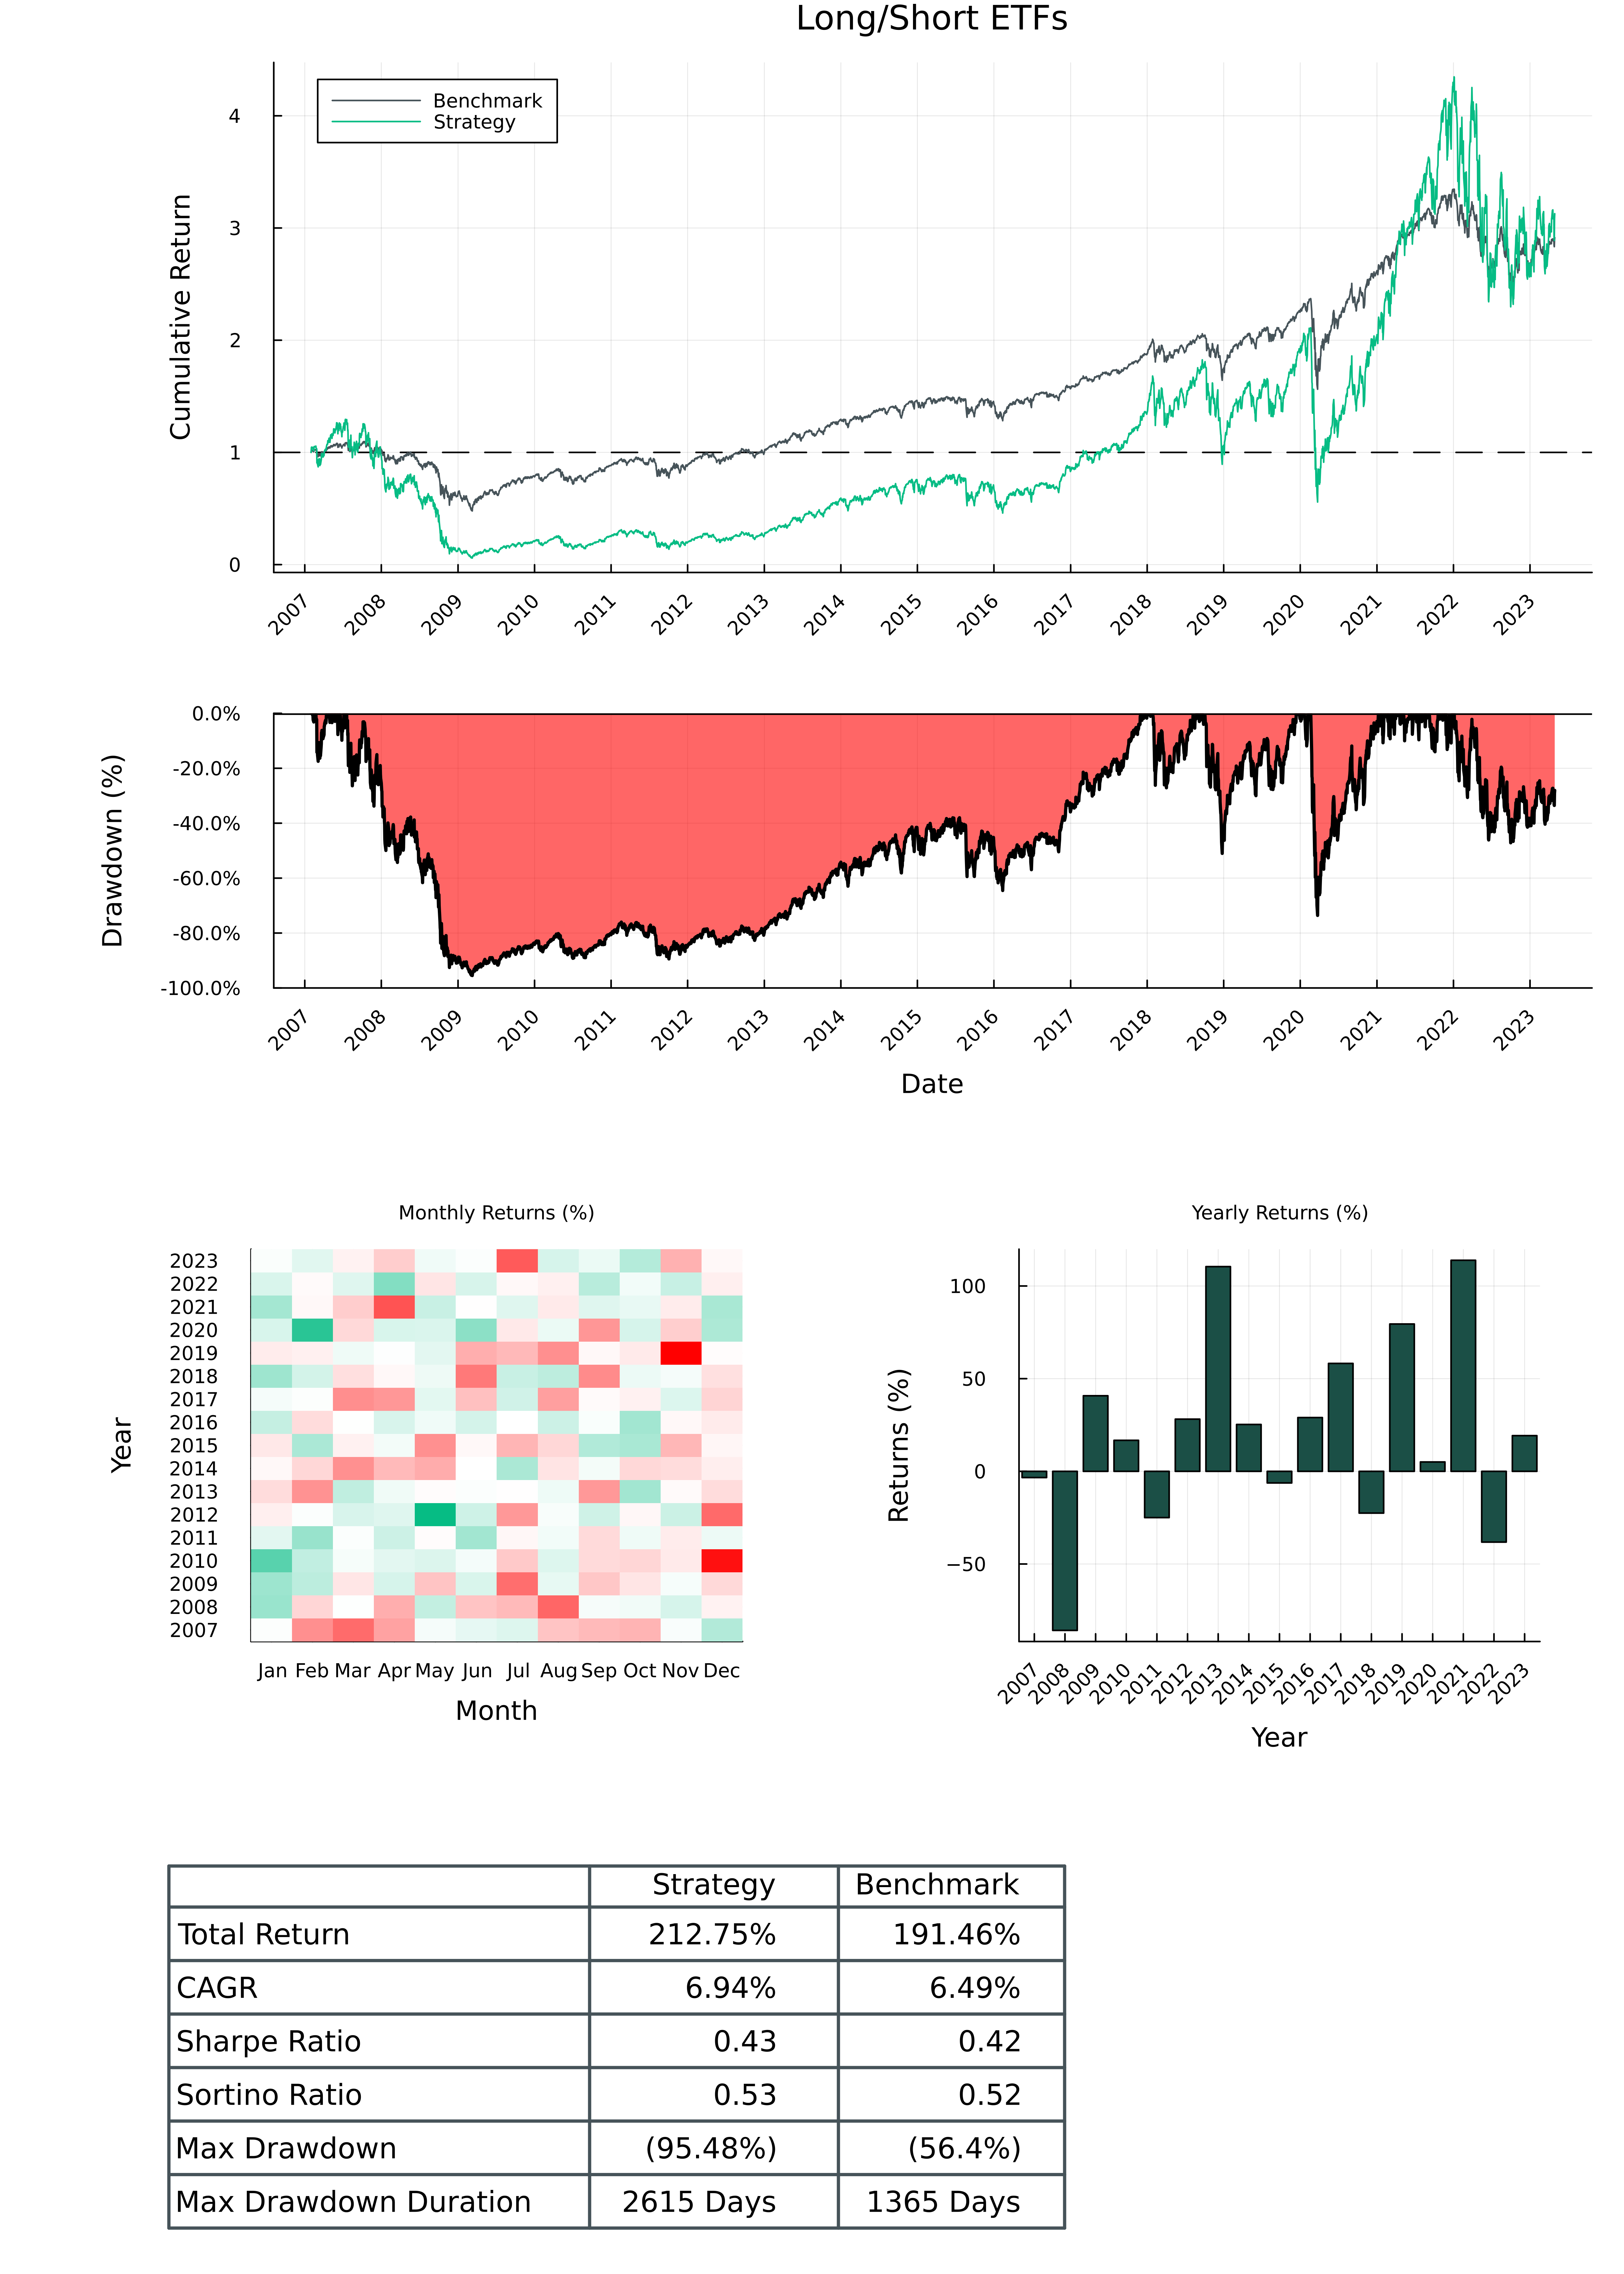 Long/Short ETFs
Cumulative Return
Benchmark
Strategy
4
3
2
1
0
2007 2008 2009 2010 2011 2012 2013 2014 2015 2016 2017 2018 2019 2020 2021 2022 2023
Drawdown (%)
0.0%
-20.0%
-40.0%
-60.0%
-80.0%
-100.0%
2007 2008 2009 2010 2011 2012 2013 2014 2015 2016 2017 2018 2019 2020 2021 2022 2023
Date
Monthly Returns (%)
Year
2023
2022
2021
2020
2019
2018
2017
2016
2015
2014
2013
2012
2011
2010
2009
2008
2007
Jan Feb Mar Apr May Jun Jul Aug Sep Oct Nov Dec
Month
Yearly Returns (%)
Returns (%)
100
50
0
−50
2007 2008 2009 2010 2011 2012 2013 2014 2015 2016 2017 2018 2019 2020 2021 2022 2023
Year
Strategy Benchmark
Total Return 212.75% 191.46%
CAGR 6.94% 6.49%
Sharpe Ratio 0.43 0.42
Sortino Ratio 0.53 0.52
Max Drawdown (95.48%) (56.4%)
Max Drawdown Duration 2615 Days 1365 Days